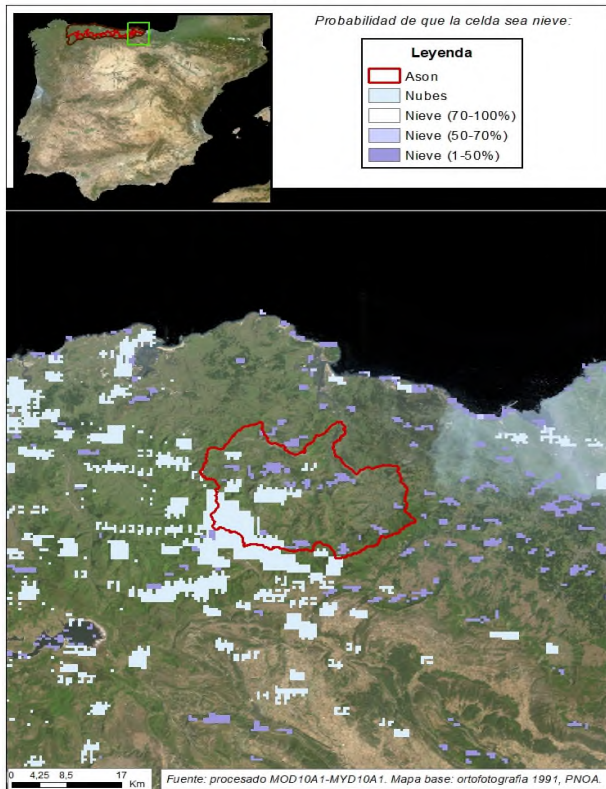 Probabilidad de que la celda sea nieve:
Leyenda
Ason
Nubes
Nieve (70-100%)
Nieve (50-70%)
Nieve (1-50%)
0 4,25 8,5 17
Km
Fuente: procesado MOD10A1-MYD10A1. Mapa base: ortofotografia 1991, PNOA.